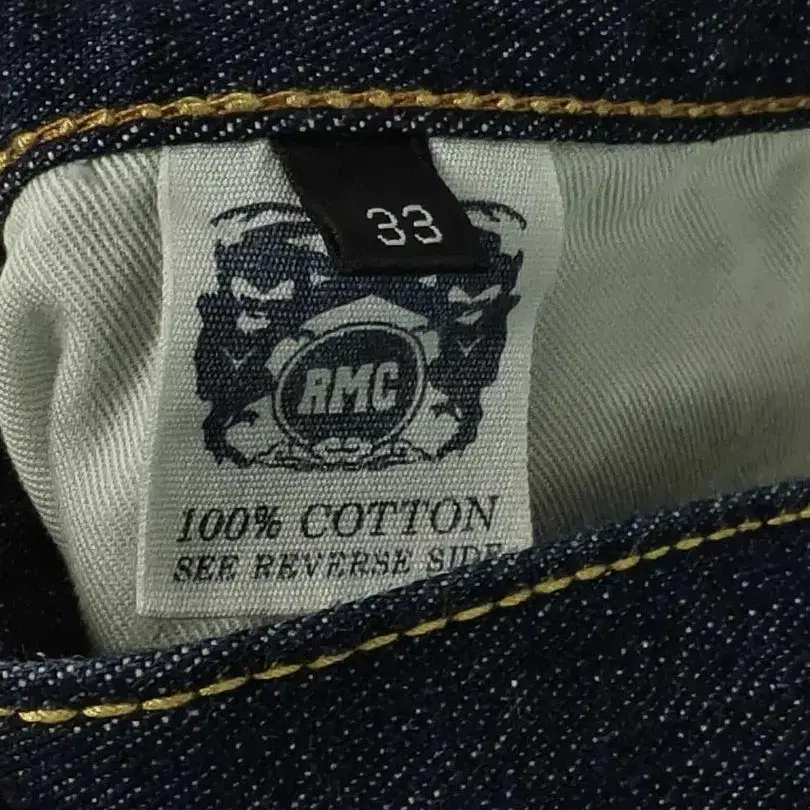 33
RMC
100% COTTON
SEE REVERSE SIDE